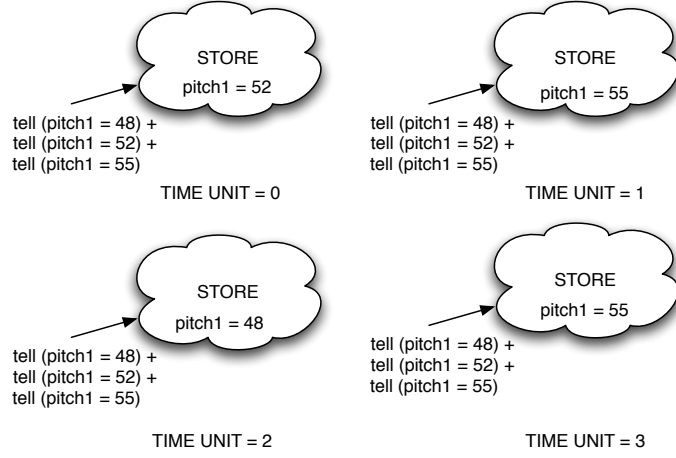 STORE
pitch1 = 52
tell (pitch1 = 48) +
tell (pitch1 = 52) +
tell (pitch1 = 55)
TIME UNIT = 0
STORE
pitch1 = 55
tell (pitch1 = 48) +
tell (pitch1 = 52) +
tell (pitch1 = 55)
TIME UNIT = 1
STORE
pitch1 = 48
tell (pitch1 = 48) +
tell (pitch1 = 52) +
tell (pitch1 = 55)
TIME UNIT = 2
STORE
pitch1 = 55
tell (pitch1 = 48) +
tell (pitch1 = 52) +
tell (pitch1 = 55)
TIME UNIT = 3